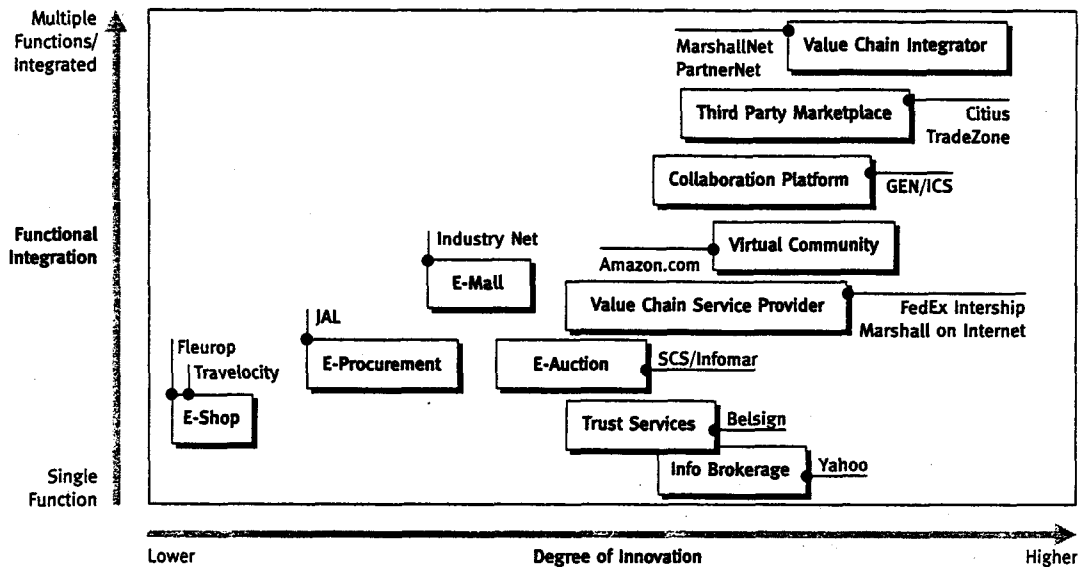 Multiple
Functions/
Integrated
MarshallNet
PartnerNet
Value Chain Integrator
Third Party Marketplace
Citius
TradeZone
Collaboration Platform
GEN/ICS
Functional
Integration
Industry Net
E-Mall
Amazon.com
Virtual Community
Value Chain Service Provider
FedEx Intership
Marshall on Internet
JAL
E-Procurement
E-Auction
SCS/Infomar
Fleurop
Travelocity
E-Shop
Trust Services
Belsign
Info Brokerage
Yahoo
Single
Function
Lower
Degree of Innovation
Higher